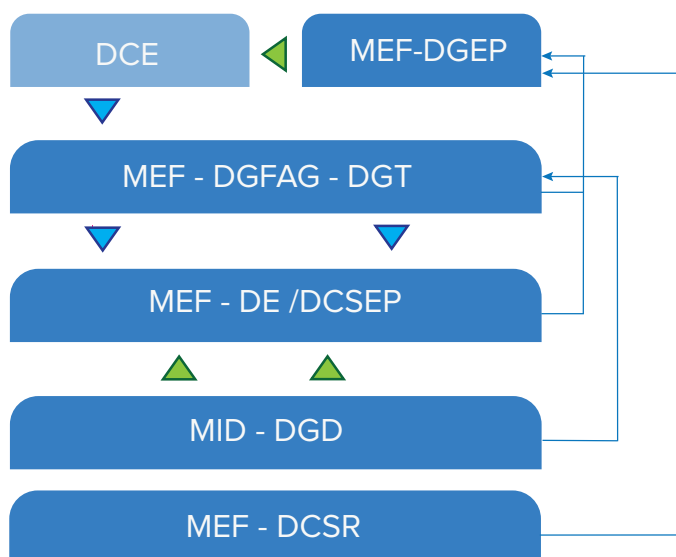 DCE
MEF-DGEP
MEF - DGFAG - DGT
MEF - DE /DCSEP
MID - DGD
MEF - DCSR